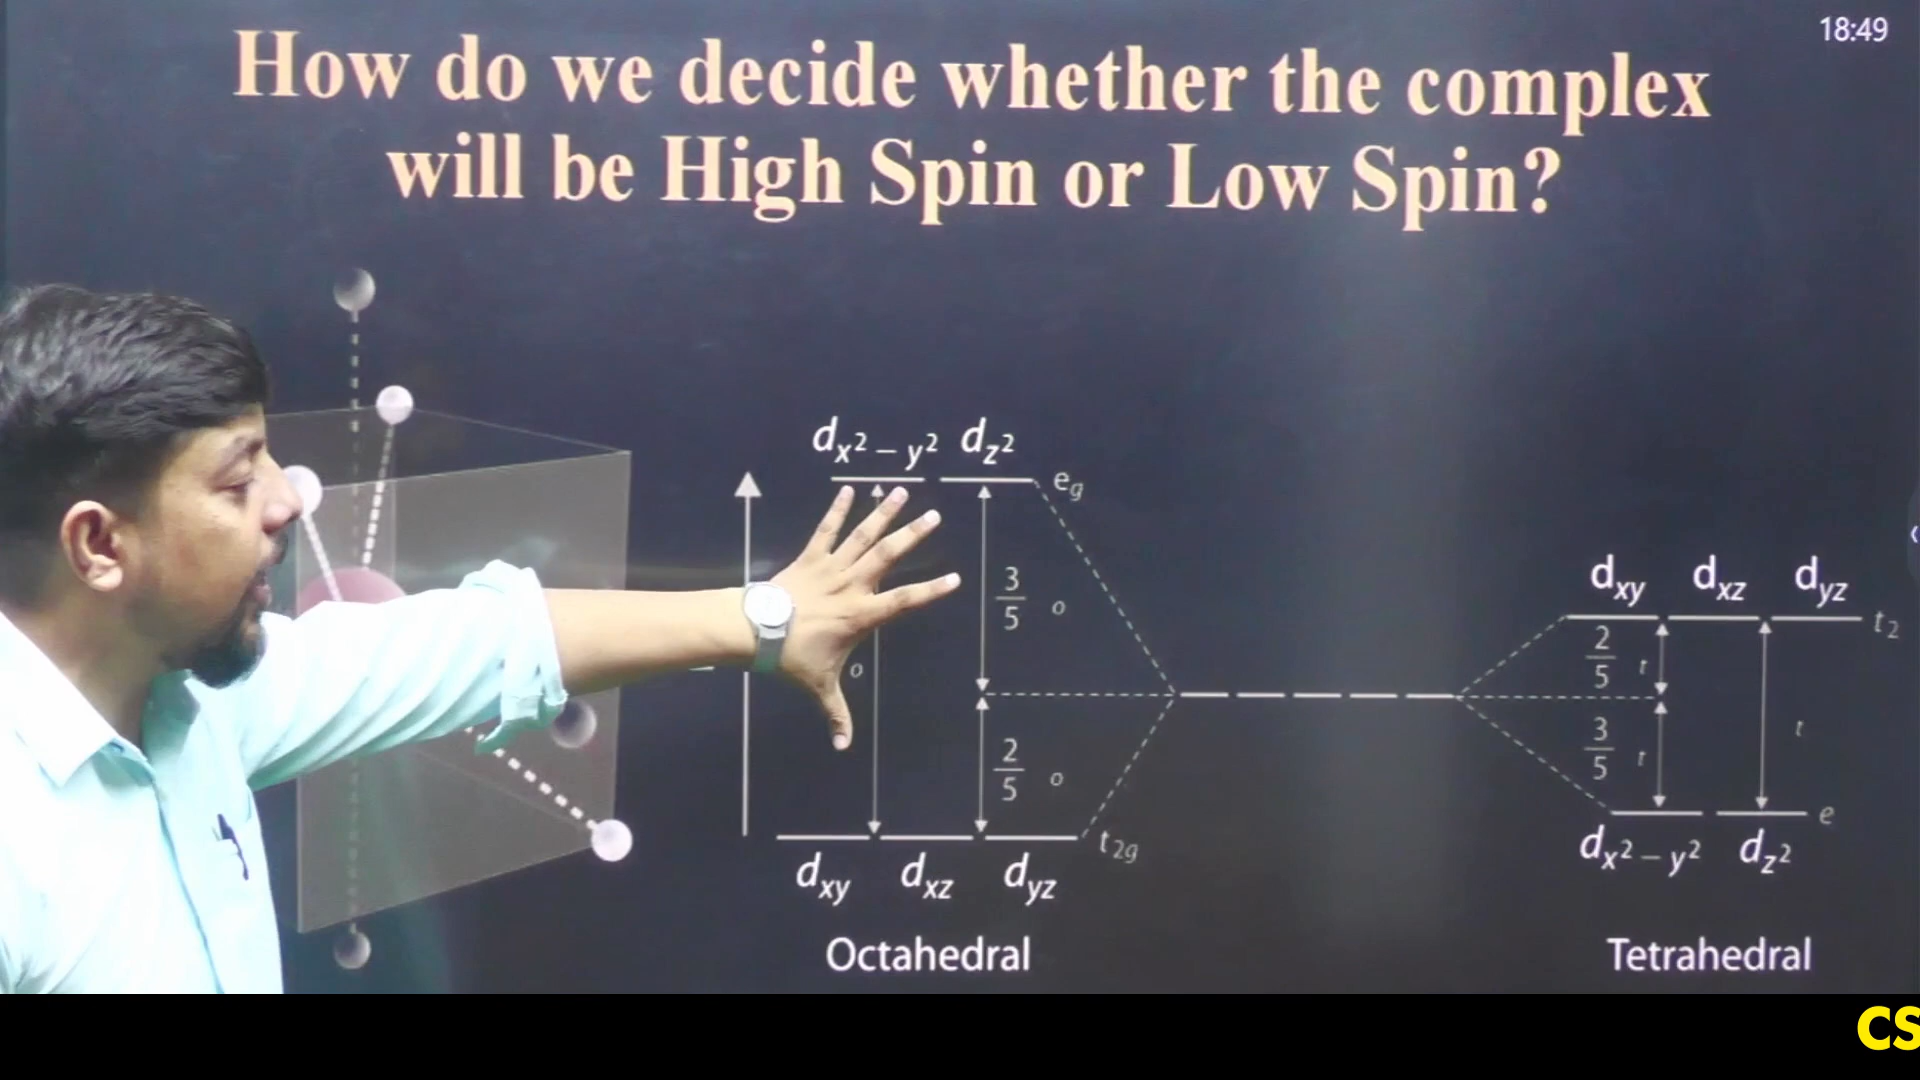 18:49
How do we decide whether the complex
will be High Spin or Low Spin?
dx² – y² dz²
eg
3/5 o
o
2/5 o
t2g
dxy dxz dyz
Octahedral
dxy dxz dyz
t2
2/5 t
3/5 t
t
e
dx² – y² dz²
Tetrahedral
CS